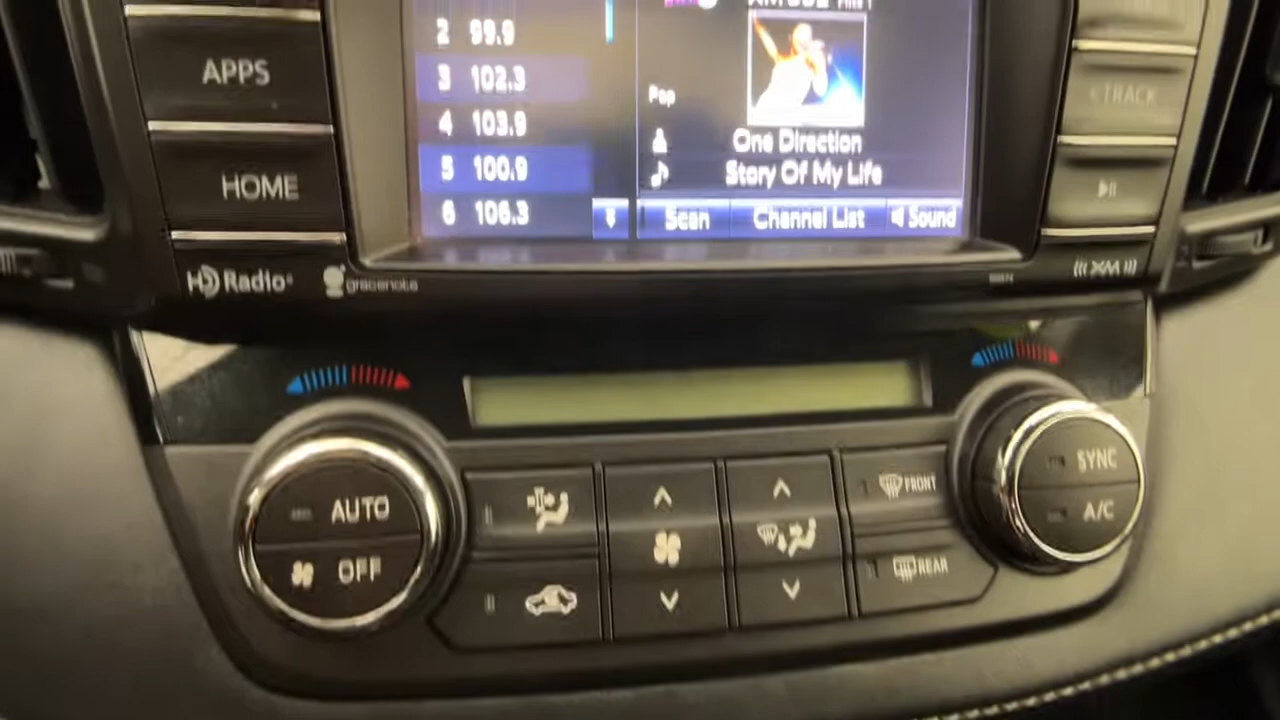 APPS
HOME
HD Radio
gracenote
2 99.9
3 102.3
4 103.9
5 100.9
6 106.3
Pop
One Direction
Story Of My Life
Scan
Channel List
Sound
TRACK
XM
AUTO
OFF
FRONT
REAR
SYNC
A/C